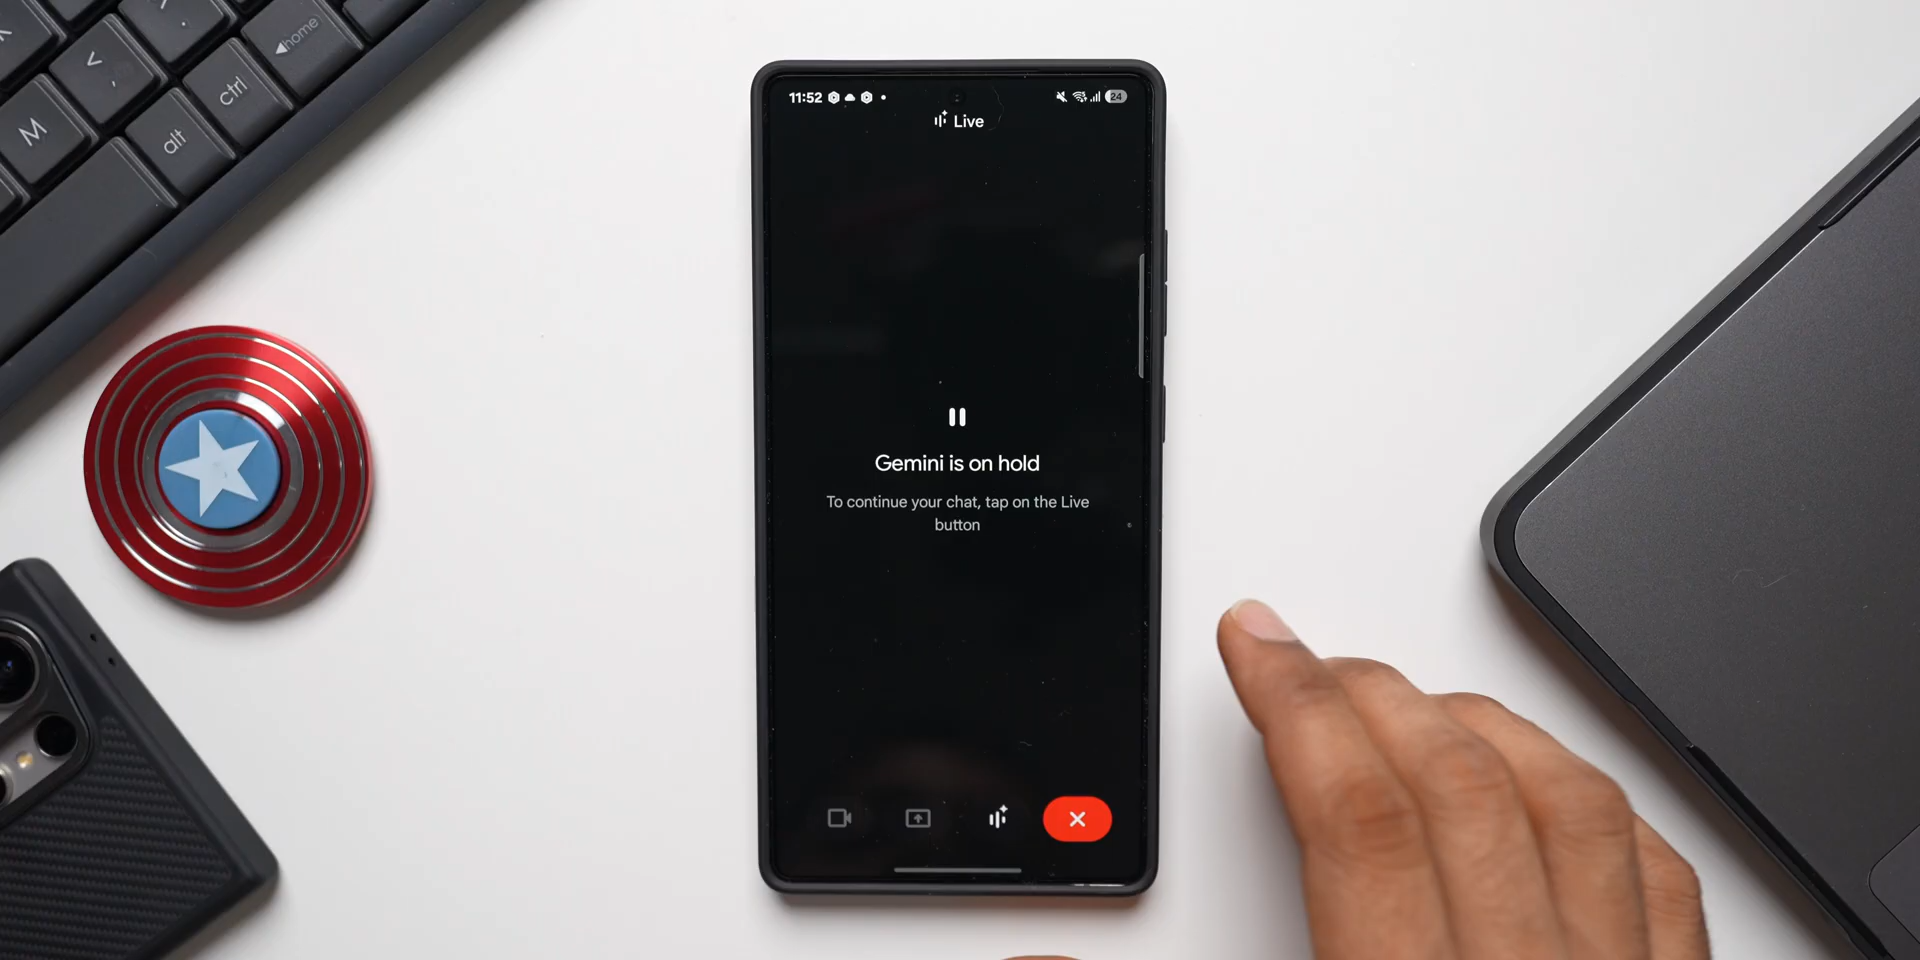 home
ctrl
alt
M
<
,
11:52
24
Live
Gemini is on hold
To continue your chat, tap on the Live
button